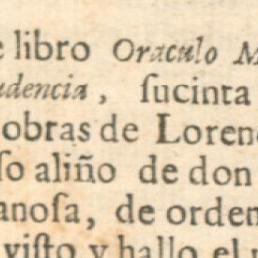 e libro Oraculo M
udencia, ſucinta
obras de Loren
ſo aliño de don
anoſa, de orden
viſto y hallo el